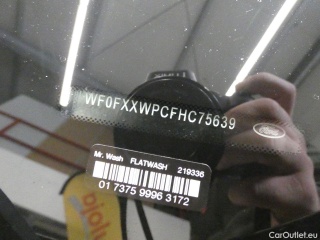 WF0FXXWPCFHC75639
Mr. Wash FLATWASH 219336
01 7375 9996 3172
CarOutlet.eu